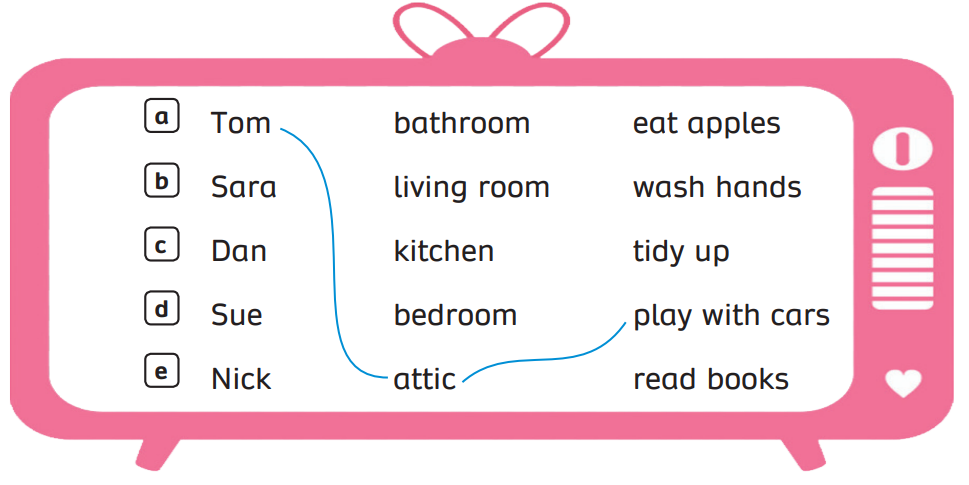 a Tom bathroom eat apples
b Sara living room wash hands
c Dan kitchen tidy up
d Sue bedroom play with cars
e Nick attic read books